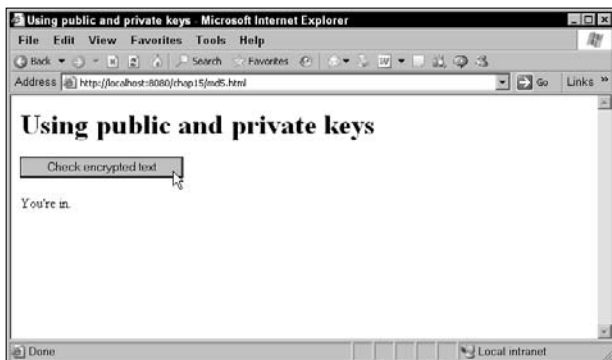 Using public and private keys - Microsoft Internet Explorer
File Edit View Favorites Tools Help
Back Search Favorites
Address http://localhost:8080/chap15/md5.html Go Links »
Using public and private keys
Check encrypted text
You're in.
Done Local intranet